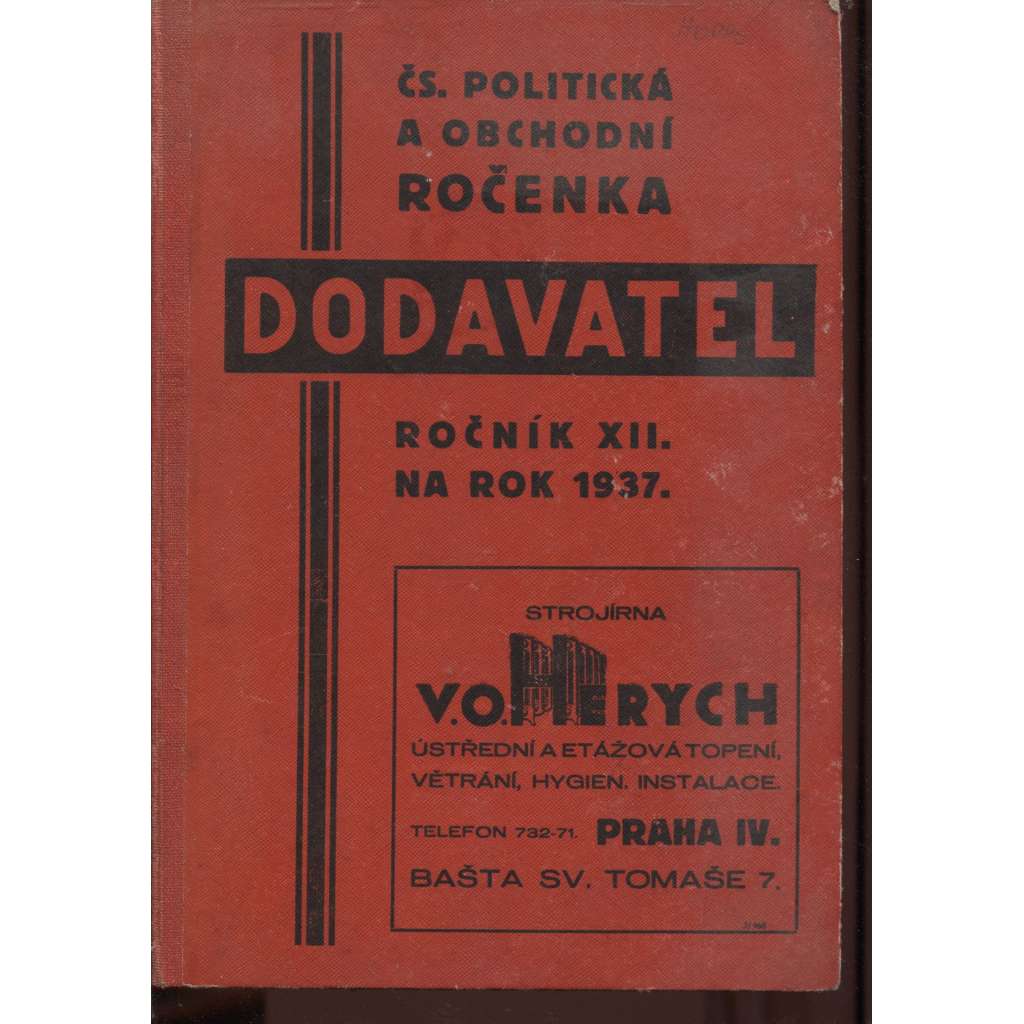 ČS. POLITICKÁ
A OBCHODNÍ
ROČENKA
DODAVATEL
ROČNÍK XII.
NA ROK 1937.
STROJÍRNA
V.O.HERYCH
ÚSTŘEDNÍ A ETÁŽOVÁ TOPENÍ,
VĚTRÁNÍ, HYGIEN. INSTALACE.
TELEFON 732-71. PRAHA IV.
BAŠTA SV. TOMAŠE 7.